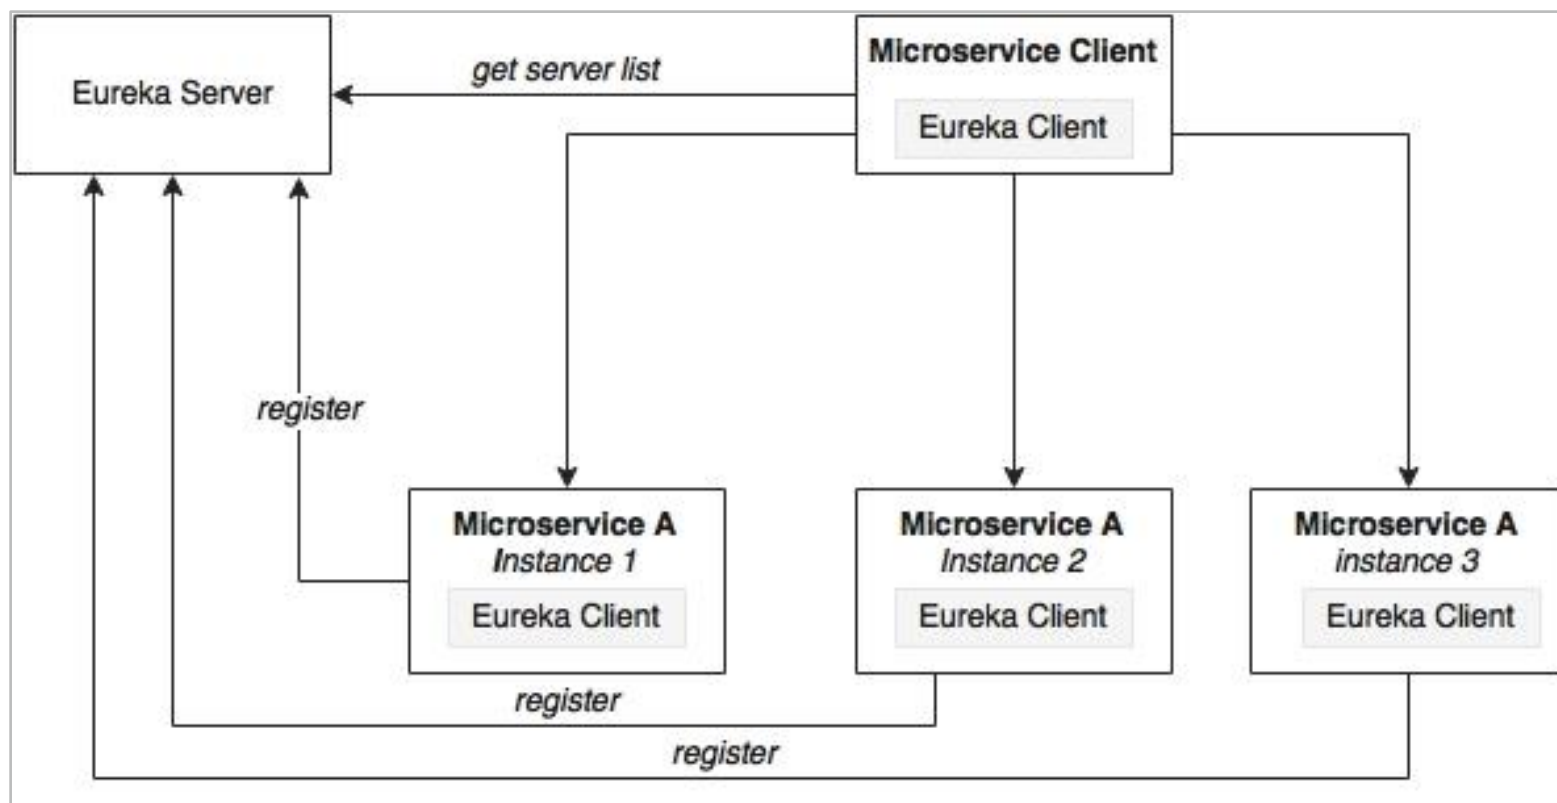 Eureka Server
get server list
Microservice Client
Eureka Client
register
Microservice A
Instance 1
Eureka Client
Microservice A
Instance 2
Eureka Client
Microservice A
instance 3
Eureka Client
register
register